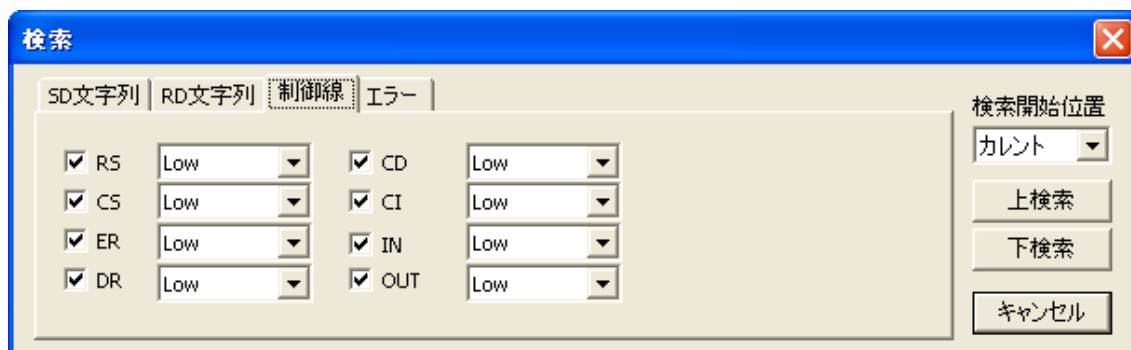 検索
SD文字列 RD文字列 制御線 エラー
検索開始位置
カレント
RS Low CD Low
CS Low CI Low
ER Low IN Low
DR Low OUT Low
上検索
下検索
キャンセル